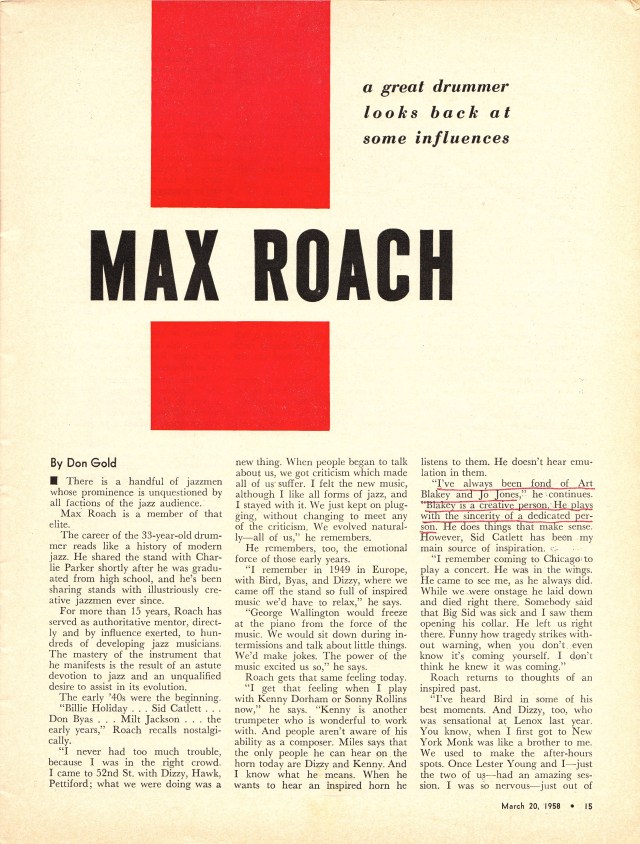 a great drummer
looks back at
some influences
MAX ROACH
By Don Gold
■ There is a handful of jazzmen
whose prominence is unquestioned by
all factions of the jazz audience.
Max Roach is a member of that
elite.
The career of the 33-year-old drum-
mer reads like a history of modern
jazz. He shared the stand with Char-
lie Parker shortly after he was gradu-
ated from high school, and he's been
sharing stands with illustriously cre-
ative jazzmen ever since.
For more than 15 years, Roach has
served as authoritative mentor, direct-
ly and by influence exerted, to hun-
dreds of developing jazz musicians.
The mastery of the instrument that
he manifests is the result of an astute
devotion to jazz and an unqualified
desire to assist in its evolution.
The early '40s were the beginning.
"Billie Holiday . . . Sid Catlett . . .
Don Byas . . . Milt Jackson . . . the
early years," Roach recalls nostalgi-
cally.
"I never had too much trouble,
because I was in the right crowd.
I came to 52nd St. with Dizzy, Hawk,
Pettiford; what we were doing was a
new thing. When people began to talk
about us, we got criticism which made
all of us suffer. I felt the new music,
although I like all forms of jazz, and
I stayed with it. We just kept on plug-
ging, without changing to meet any
of the criticism. We evolved natural-
ly—all of us," he remembers.
He remembers, too, the emotional
force of those early years.
"I remember in 1949 in Europe,
with Bird, Byas, and Dizzy, where we
came off the stand so full of inspired
music we'd have to relax," he says.
"George Wallington would freeze
at the piano from the force of the
music. We would sit down during in-
termissions and talk about little things.
We'd make jokes. The power of the
music excited us so," he says.
Roach gets that same feeling today.
"I get that feeling when I play
with Kenny Dorham or Sonny Rollins
now," he says. "Kenny is another
trumpeter who is wonderful to work
with. And people aren't aware of his
ability as a composer. Miles says that
the only people he can hear on the
horn today are Dizzy and Kenny. And
I know what he means. When he
wants to hear an inspired horn he
listens to them. He doesn't hear emu-
lation in them.
"I've always been fond of Art
Blakey and Jo Jones," he continues.
"Blakey is a creative person. He plays
with the sincerity of a dedicated per-
son. He does things that make sense.
However, Sid Catlett has been my
main source of inspiration.
"I remember coming to Chicago to
play a concert. He was in the wings.
He came to see me, as he always did.
While we were onstage he laid down
and died right there. Somebody said
that Big Sid was sick and I saw them
opening his collar. He left us right
there. Funny how tragedy strikes with-
out warning, when you don't even
know it's coming yourself. I don't
think he knew it was coming."
Roach returns to thoughts of an
inspired past.
"I've heard Bird in some of his
best moments. And Dizzy, too, who
was sensational at Lenox last year.
You know, when I first got to New
York Monk was like a brother to me.
We used to make the after-hours
spots. Once Lester Young and I—just
the two of us—had an amazing ses-
sion. I was so nervous—just out of
March 20, 1958 • 15